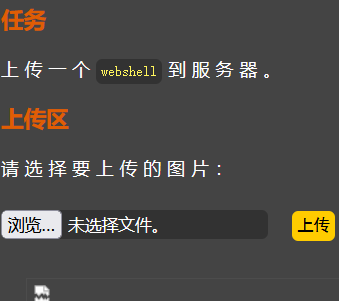 任务
上传一个 webshell 到服务器。
上传区
请选择要上传的图片：
浏览... 未选择文件。 上传